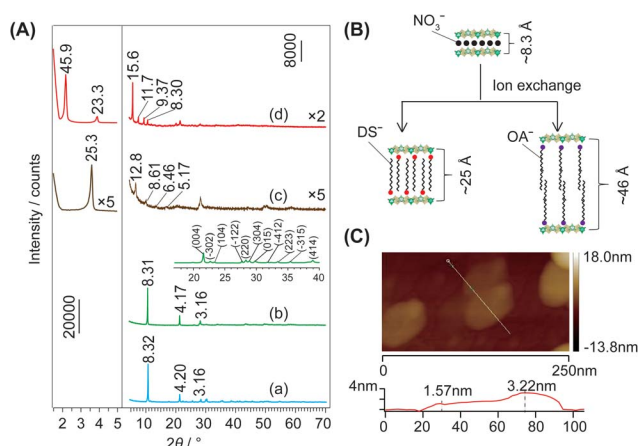 (A)
Intensity / counts
8000
45.9
23.3
15.6
11.7
9.37
8.30
(d)
×2
25.3
×5
12.8
8.61
6.46
5.17
(c)
×5
(004)
(-302)
(104)
(-122)
(220)
(304)
(015)
(-412)
(223)
(-315)
(414)
20 25 30 35 40
20000
8.31
4.17
3.16
(b)
8.32
4.20
3.16
(a)
2 3 4 5 10 20 30 40 50 60 70
2θ / °
(B)
NO3−
~8.3 Å
Ion exchange
DS−
~25 Å
OA−
~46 Å
(C)
18.0nm
-13.8nm
0
250nm
4nm
1.57nm
3.22nm
0 20 40 60 80 100